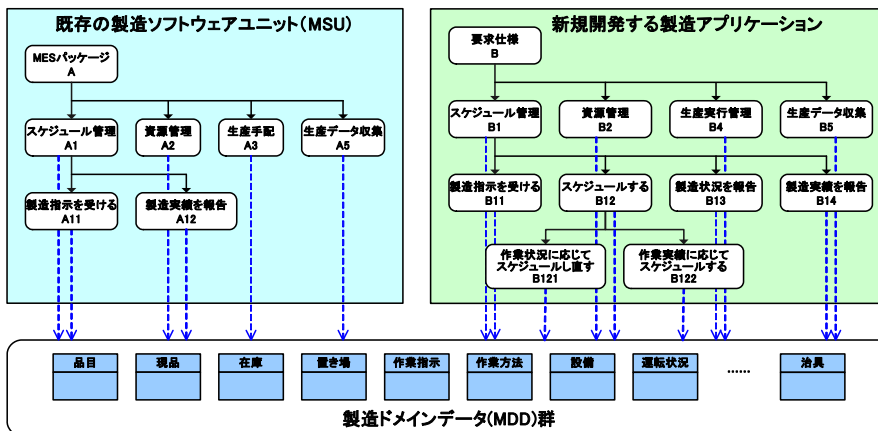 既存の製造ソフトウェアユニット(MSU)
MESパッケージ
A
スケジュール管理
A1
資源管理
A2
生産手配
A3
生産データ収集
A5
製造指示を受ける
A11
製造実績を報告
A12
新規開発する製造アプリケーション
要求仕様
B
スケジュール管理
B1
資源管理
B2
生産実行管理
B4
生産データ収集
B5
製造指示を受ける
B11
スケジュールする
B12
製造状況を報告
B13
製造実績を報告
B14
作業状況に応じて
スケジュールし直す
B121
作業実績に応じて
スケジュールする
B122
品目
現品
在庫
置き場
作業指示
作業方法
設備
運転状況
……
治具
製造ドメインデータ(MDD)群